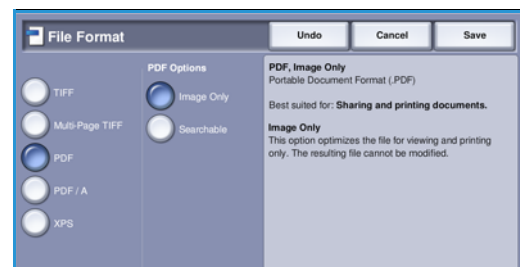 File Format
Undo
Cancel
Save
TIFF
Multi-Page TIFF
PDF
PDF / A
XPS
PDF Options
Image Only
Searchable
PDF, Image Only
Portable Document Format (.PDF)
Best suited for: Sharing and printing documents.
Image Only
This option optimizes the file for viewing and printing
only. The resulting file cannot be modified.